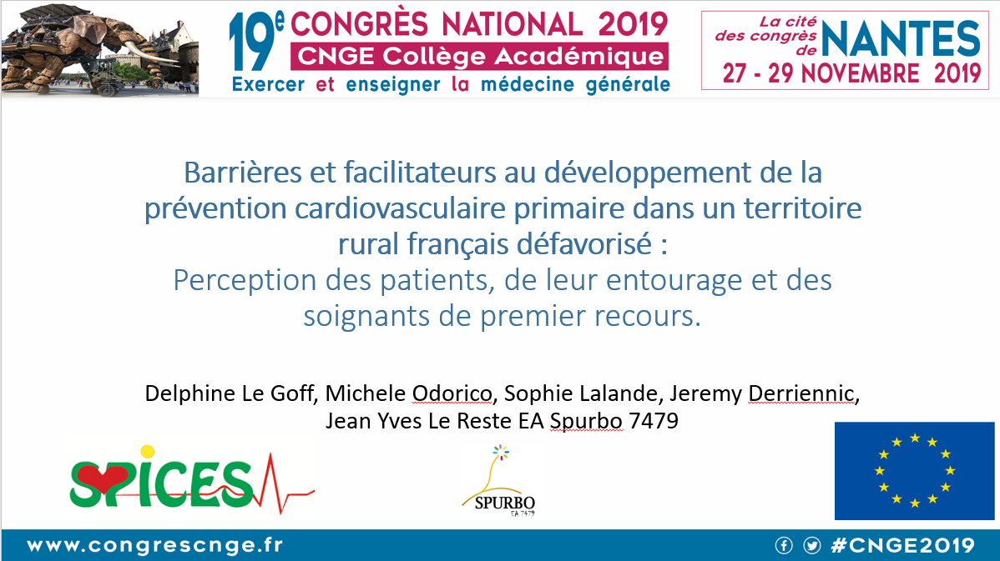 19e CONGRÈS NATIONAL 2019
CNGE Collège Académique
Exercer et enseigner la médecine générale
La cité
des congrès
de NANTES
27 - 29 NOVEMBRE 2019
Barrières et facilitateurs au développement de la
prévention cardiovasculaire primaire dans un territoire
rural français défavorisé :
Perception des patients, de leur entourage et des
soignants de premier recours.
Delphine Le Goff, Michele Odorico, Sophie Lalande, Jeremy Derriennic,
Jean Yves Le Reste EA Spurbo 7479
SPICES
SPURBO
EA 7479
www.congrescnge.fr
#CNGE2019